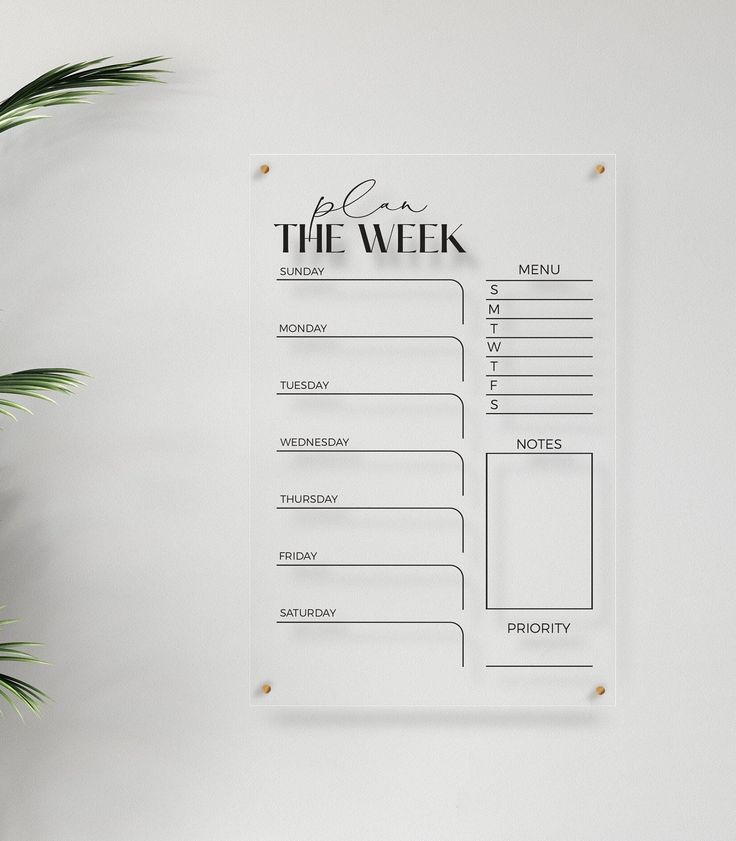 plan
THE WEEK
SUNDAY
MONDAY
TUESDAY
WEDNESDAY
THURSDAY
FRIDAY
SATURDAY
MENU
S
M
T
W
T
F
S
NOTES
PRIORITY